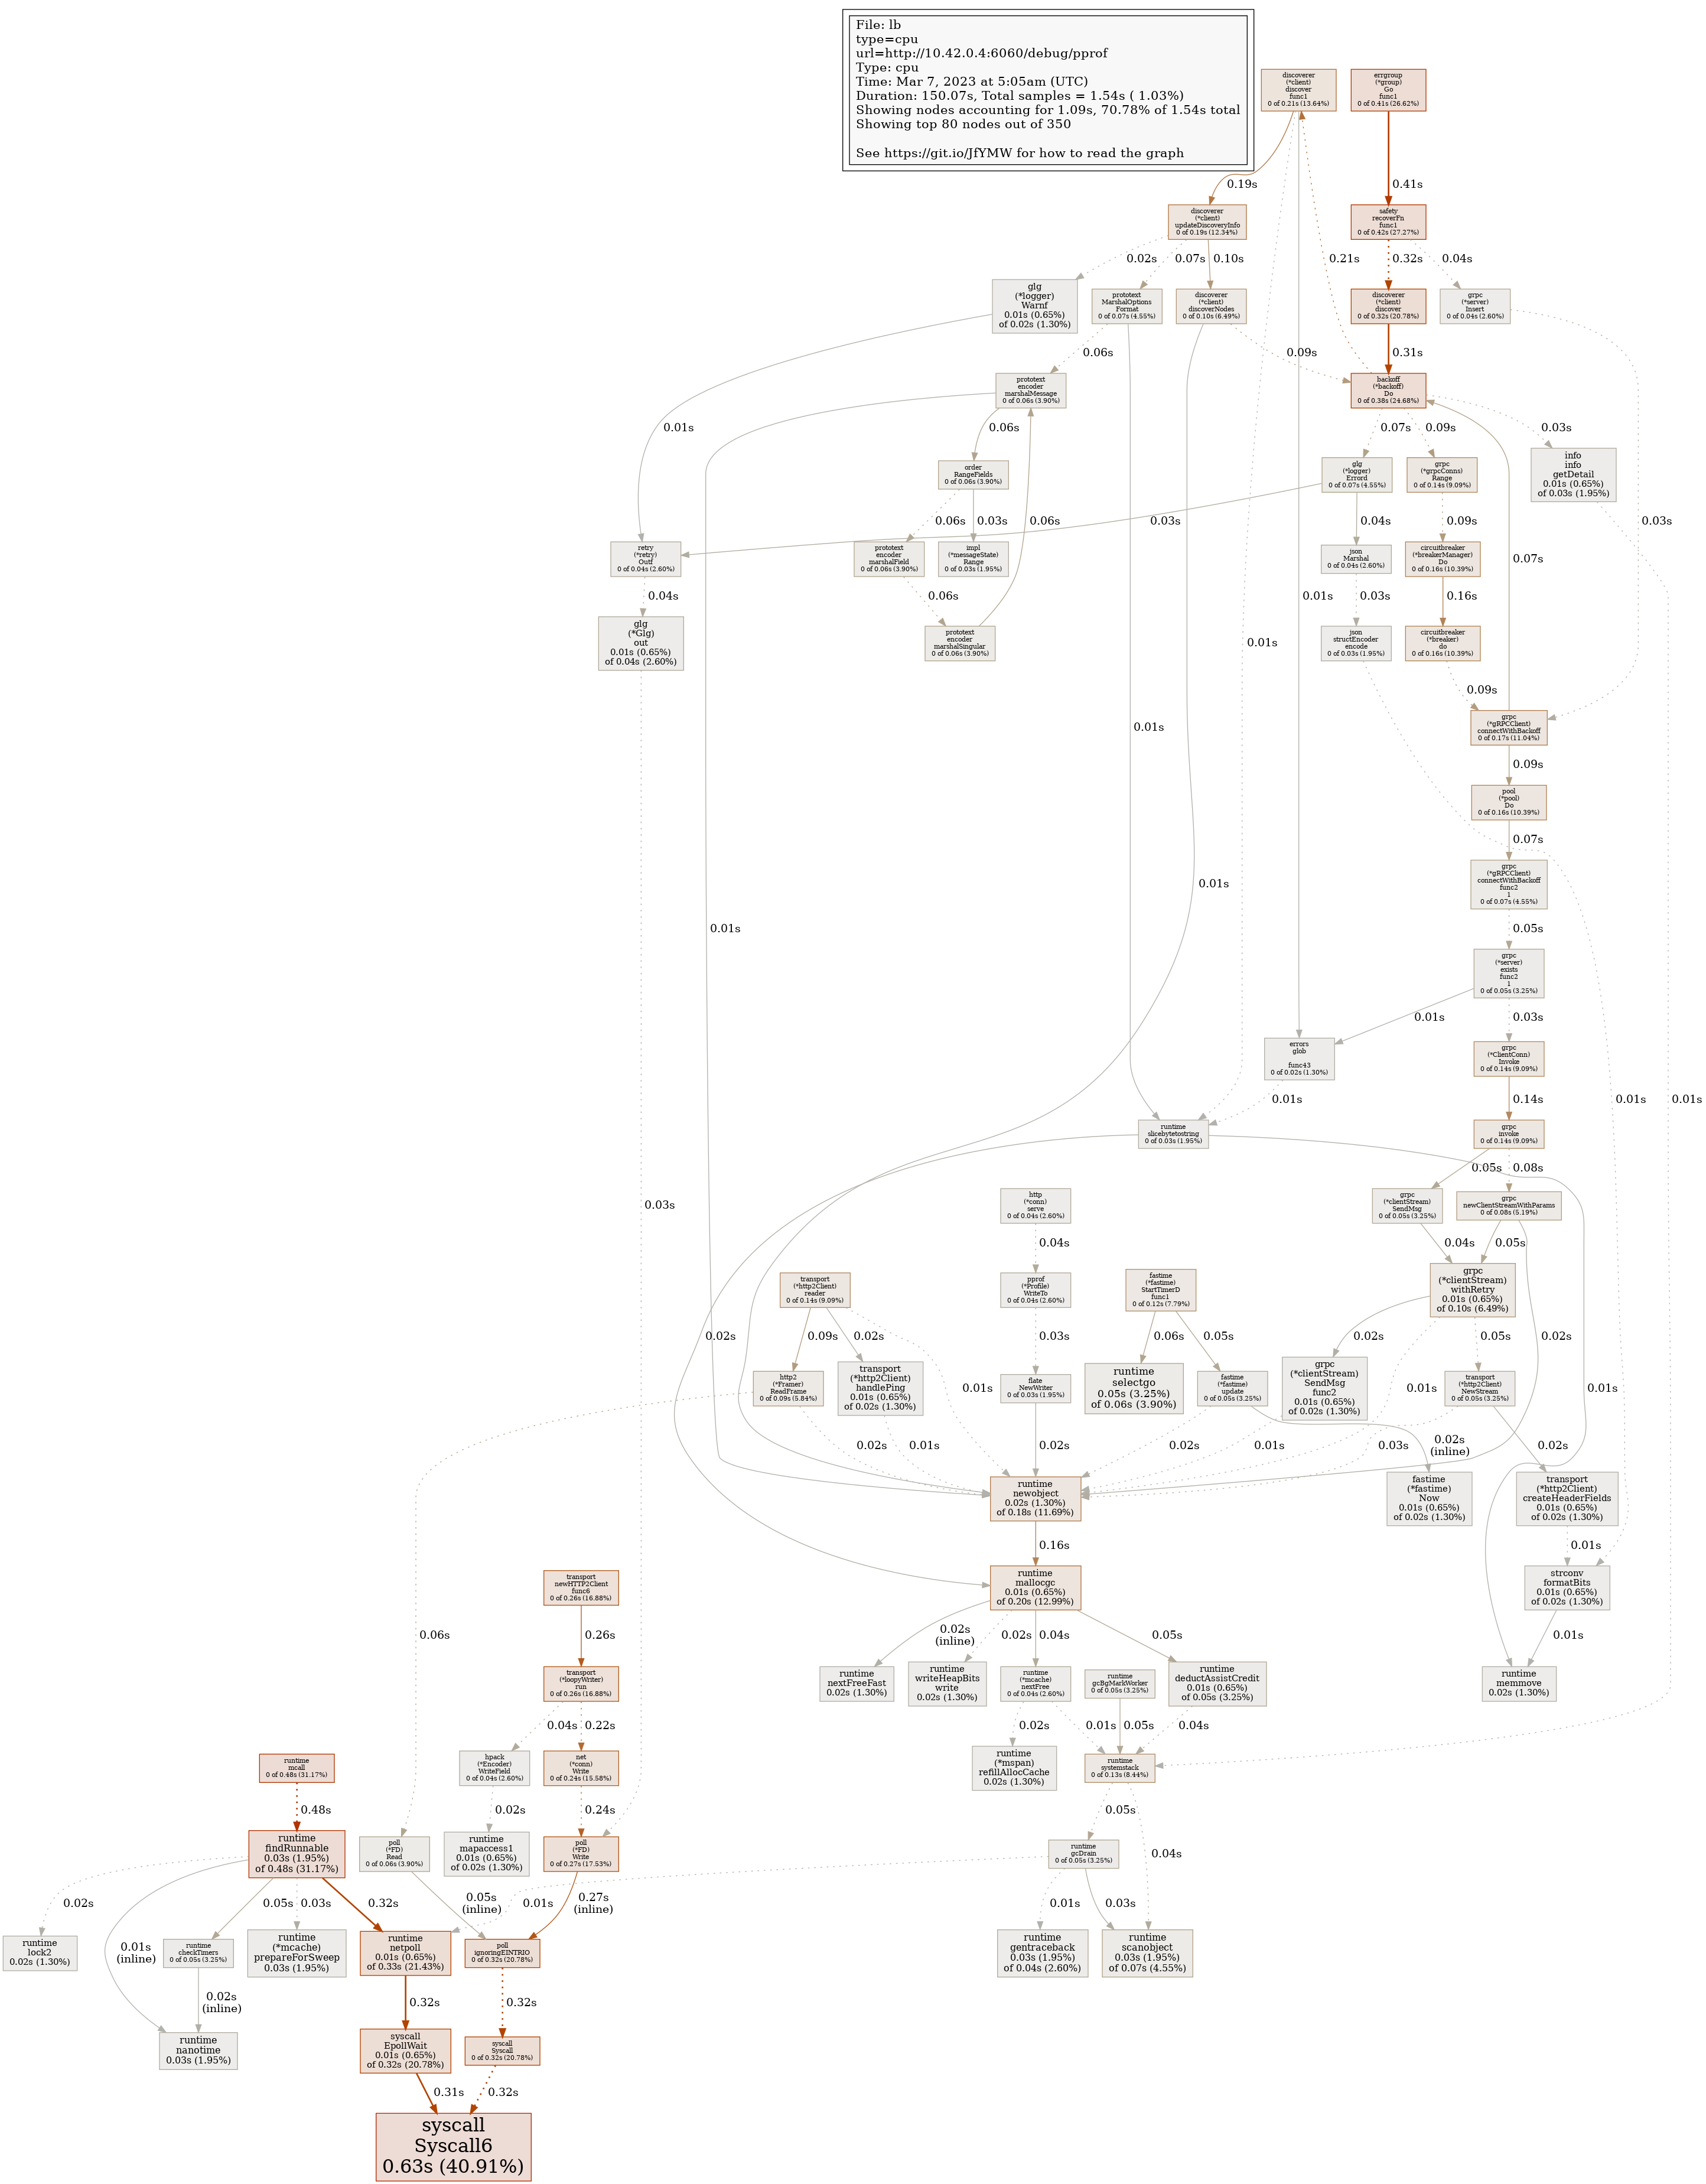 File: lb
type=cpu
url=http://10.42.0.4:6060/debug/pprof
Type: cpu
Time: Mar 7, 2023 at 5:05am (UTC)
Duration: 150.07s, Total samples = 1.54s ( 1.03%)
Showing nodes accounting for 1.09s, 70.78% of 1.54s total
Showing top 80 nodes out of 350
See https://git.io/JfYMW for how to read the graph
discoverer
(*client)
discover
func1
0 of 0.21s (13.64%)
errgroup
(*group)
Go
func1
0 of 0.41s (26.62%)
0.19s
0.41s
discoverer
(*client)
updateDiscoveryInfo
0 of 0.19s (12.34%)
safety
recoverFn
func1
0 of 0.42s (27.27%)
0.02s
0.07s
0.10s
0.21s
0.32s
0.04s
glg
(*logger)
Warnf
0.01s (0.65%)
of 0.02s (1.30%)
prototext
MarshalOptions
Format
0 of 0.07s (4.55%)
discoverer
(*client)
discoverNodes
0 of 0.10s (6.49%)
discoverer
(*client)
discover
0 of 0.32s (20.78%)
grpc
(*server)
Insert
0 of 0.04s (2.60%)
0.06s
0.09s
0.31s
prototext
encoder
marshalMessage
0 of 0.06s (3.90%)
backoff
(*backoff)
Do
0 of 0.38s (24.68%)
0.01s
0.06s
0.07s
0.09s
0.03s
order
RangeFields
0 of 0.06s (3.90%)
glg
(*logger)
Errord
0 of 0.07s (4.55%)
grpc
(*grpcConns)
Range
0 of 0.14s (9.09%)
info
info
getDetail
0.01s (0.65%)
of 0.03s (1.95%)
0.06s
0.03s
0.06s
0.03s
0.04s
0.09s
0.03s
retry
(*retry)
Outf
0 of 0.04s (2.60%)
prototext
encoder
marshalField
0 of 0.06s (3.90%)
impl
(*messageState)
Range
0 of 0.03s (1.95%)
json
Marshal
0 of 0.04s (2.60%)
circuitbreaker
(*breakerManager)
Do
0 of 0.16s (10.39%)
0.07s
0.04s
0.06s
0.03s
0.16s
glg
(*Glg)
out
0.01s (0.65%)
of 0.04s (2.60%)
prototext
encoder
marshalSingular
0 of 0.06s (3.90%)
json
structEncoder
encode
0 of 0.03s (1.95%)
circuitbreaker
(*breaker)
do
0 of 0.16s (10.39%)
0.01s
0.01s
0.09s
grpc
(*gRPCClient)
connectWithBackoff
0 of 0.17s (11.04%)
0.01s
0.01s
0.09s
pool
(*pool)
Do
0 of 0.16s (10.39%)
0.07s
grpc
(*gRPCClient)
connectWithBackoff
func2
1
0 of 0.07s (4.55%)
0.01s
0.01s
0.05s
grpc
(*server)
exists
func2
1
0 of 0.05s (3.25%)
0.01s
0.03s
errors
glob
func43
0 of 0.02s (1.30%)
grpc
(*ClientConn)
Invoke
0 of 0.14s (9.09%)
0.01s
0.14s
0.01s
0.01s
runtime
slicebytetostring
0 of 0.03s (1.95%)
grpc
invoke
0 of 0.14s (9.09%)
0.03s
0.05s
0.08s
http
(*conn)
serve
0 of 0.04s (2.60%)
grpc
(*clientStream)
SendMsg
0 of 0.05s (3.25%)
grpc
newClientStreamWithParams
0 of 0.08s (5.19%)
0.04s
0.04s
0.05s
transport
(*http2Client)
reader
0 of 0.14s (9.09%)
pprof
(*Profile)
WriteTo
0 of 0.04s (2.60%)
fastime
(*fastime)
StartTimerD
func1
0 of 0.12s (7.79%)
grpc
(*clientStream)
withRetry
0.01s (0.65%)
of 0.10s (6.49%)
0.02s
0.09s
0.02s
0.03s
0.06s
0.05s
0.02s
0.05s
0.02s
http2
(*Framer)
ReadFrame
0 of 0.09s (5.84%)
transport
(*http2Client)
handlePing
0.01s (0.65%)
of 0.02s (1.30%)
0.01s
flate
NewWriter
0 of 0.03s (1.95%)
runtime
selectgo
0.05s (3.25%)
of 0.06s (3.90%)
fastime
(*fastime)
update
0 of 0.05s (3.25%)
grpc
(*clientStream)
SendMsg
func2
0.01s (0.65%)
of 0.02s (1.30%)
0.01s
transport
(*http2Client)
NewStream
0 of 0.05s (3.25%)
0.01s
0.02s
0.01s
0.02s
0.02s
0.01s
0.03s
0.02s
(inline)
0.02s
runtime
newobject
0.02s (1.30%)
of 0.18s (11.69%)
fastime
(*fastime)
Now
0.01s (0.65%)
of 0.02s (1.30%)
transport
(*http2Client)
createHeaderFields
0.01s (0.65%)
of 0.02s (1.30%)
0.16s
0.01s
transport
newHTTP2Client
func6
0 of 0.26s (16.88%)
runtime
mallocgc
0.01s (0.65%)
of 0.20s (12.99%)
strconv
formatBits
0.01s (0.65%)
of 0.02s (1.30%)
0.06s
0.26s
0.02s
(inline)
0.02s
0.04s
0.05s
0.01s
transport
(*loopyWriter)
run
0 of 0.26s (16.88%)
runtime
nextFreeFast
0.02s (1.30%)
runtime
writeHeapBits
write
0.02s (1.30%)
runtime
(*mcache)
nextFree
0 of 0.04s (2.60%)
runtime
gcBgMarkWorker
0 of 0.05s (3.25%)
runtime
deductAssistCredit
0.01s (0.65%)
of 0.05s (3.25%)
runtime
memmove
0.02s (1.30%)
0.04s
0.22s
0.02s
0.01s
0.05s
0.04s
runtime
mcall
0 of 0.48s (31.17%)
hpack
(*Encoder)
WriteField
0 of 0.04s (2.60%)
net
(*conn)
Write
0 of 0.24s (15.58%)
runtime
(*mspan)
refillAllocCache
0.02s (1.30%)
runtime
systemstack
0 of 0.13s (8.44%)
0.48s
0.02s
0.24s
0.05s
runtime
findRunnable
0.03s (1.95%)
of 0.48s (31.17%)
poll
(*FD)
Read
0 of 0.06s (3.90%)
runtime
mapaccess1
0.01s (0.65%)
of 0.02s (1.30%)
poll
(*FD)
Write
0 of 0.27s (17.53%)
runtime
gcDrain
0 of 0.05s (3.25%)
0.04s
0.02s
0.05s
0.03s
0.32s
0.05s
(inline)
0.01s
0.27s
(inline)
0.01s
0.03s
runtime
lock2
0.02s (1.30%)
0.01s
(inline)
runtime
checkTimers
0 of 0.05s (3.25%)
runtime
(*mcache)
prepareForSweep
0.03s (1.95%)
runtime
netpoll
0.01s (0.65%)
of 0.33s (21.43%)
poll
ignoringEINTRIO
0 of 0.32s (20.78%)
runtime
gentraceback
0.03s (1.95%)
of 0.04s (2.60%)
runtime
scanobject
0.03s (1.95%)
of 0.07s (4.55%)
0.02s
(inline)
0.32s
0.32s
runtime
nanotime
0.03s (1.95%)
syscall
EpollWait
0.01s (0.65%)
of 0.32s (20.78%)
syscall
Syscall
0 of 0.32s (20.78%)
0.31s
0.32s
syscall
Syscall6
0.63s (40.91%)